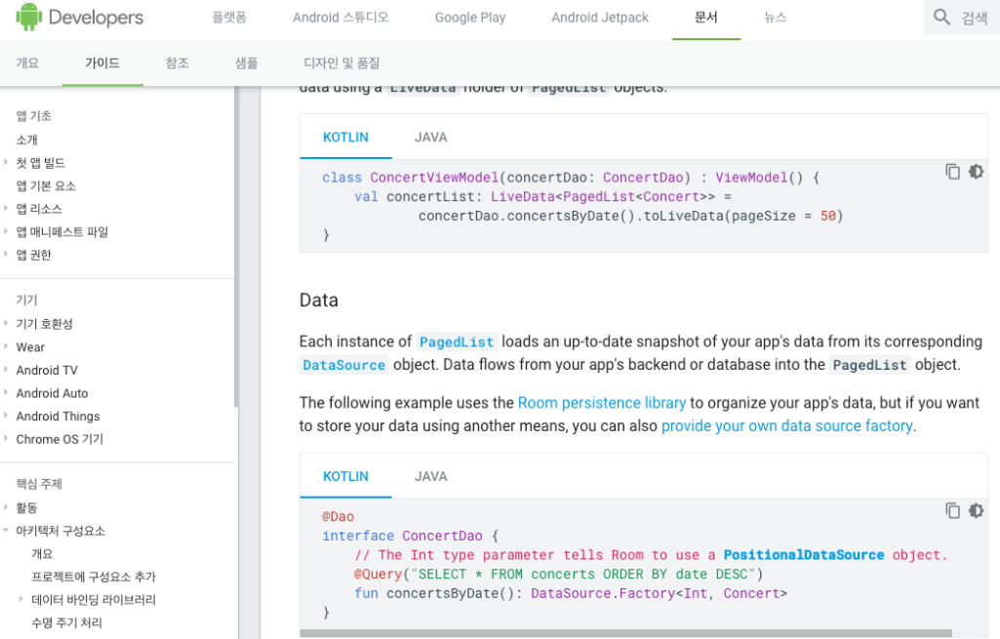 Developers
플랫폼 Android 스튜디오 Google Play Android Jetpack 문서 뉴스 검색
개요 가이드 참조 샘플 디자인 및 품질
앱 기초
소개
첫 앱 빌드
앱 기본 요소
앱 리소스
앱 매니페스트 파일
앱 권한
기기
기기 호환성
Wear
Android TV
Android Auto
Android Things
Chrome OS 기기
핵심 주제
활동
아키텍처 구성요소
개요
프로젝트에 구성요소 추가
데이터 바인딩 라이브러리
수명 주기 처리
data using a LiveData holder of PagedList objects.
KOTLIN JAVA
class ConcertViewModel(concertDao: ConcertDao) : ViewModel() {
val concertList: LiveData<PagedList<Concert>> =
concertDao.concertsByDate().toLiveData(pageSize = 50)
}
Data
Each instance of PagedList loads an up-to-date snapshot of your app's data from its corresponding
DataSource object. Data flows from your app's backend or database into the PagedList object.
The following example uses the Room persistence library to organize your app's data, but if you want
to store your data using another means, you can also provide your own data source factory.
KOTLIN JAVA
@Dao
interface ConcertDao {
// The Int type parameter tells Room to use a PositionalDataSource object.
@Query("SELECT * FROM concerts ORDER BY date DESC")
fun concertsByDate(): DataSource.Factory<Int, Concert>
}